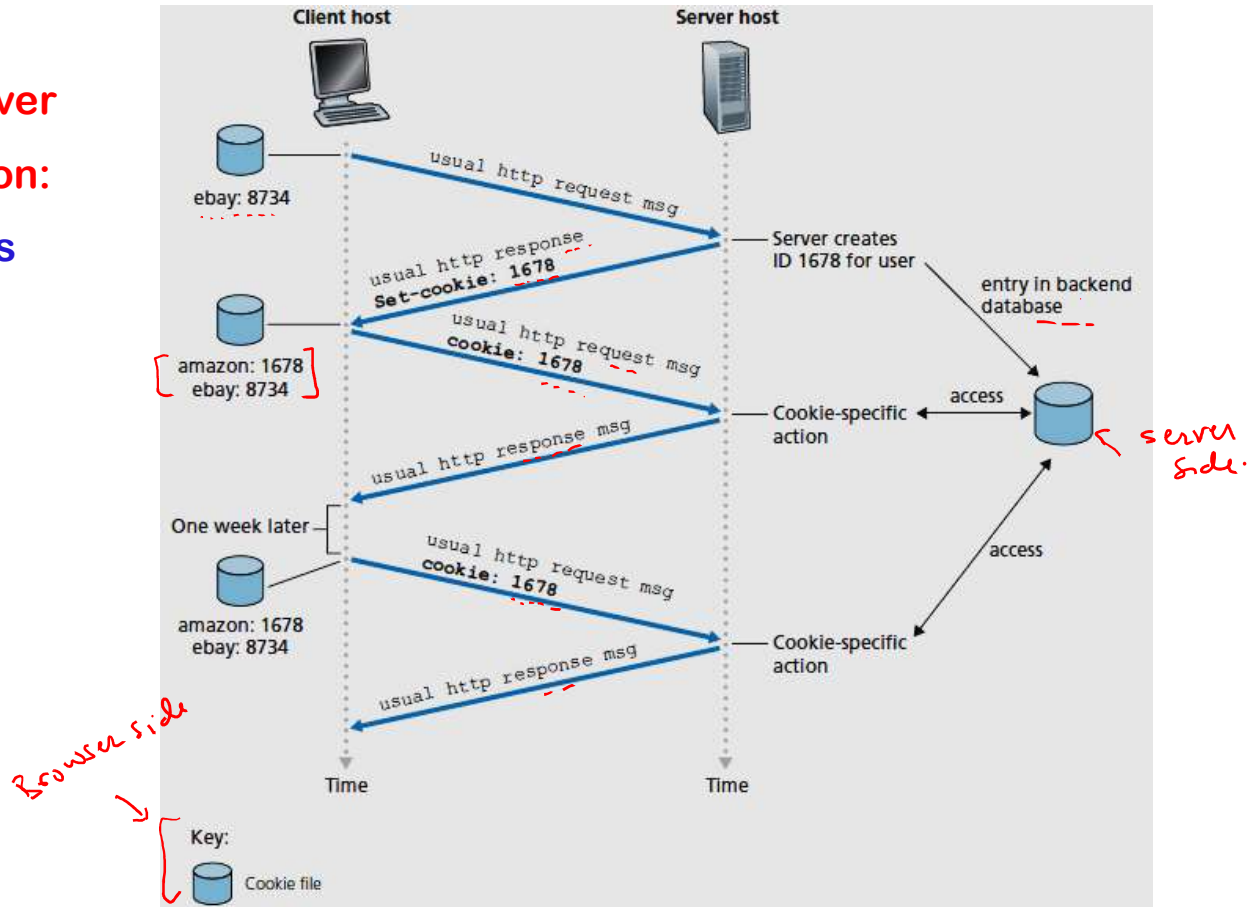 Client host
Server host
ver
on:
s
ebay: 8734
usual http request msg
Server creates
ID 1678 for user
usual http response
Set-cookie: 1678
entry in backend
database
amazon: 1678
ebay: 8734
usual http request msg
cookie: 1678
Cookie-specific
action
access
server
side.
usual http response msg
One week later
usual http request msg
cookie: 1678
access
amazon: 1678
ebay: 8734
Cookie-specific
action
usual http response msg
Browser side
Time
Time
Key:
Cookie file